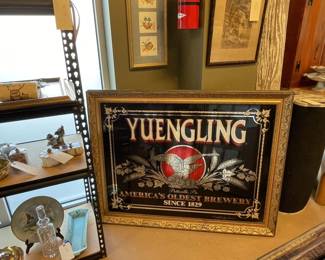 YUENGLING
Pottsville, Pa.
AMERICA'S OLDEST BREWERY
SINCE 1829